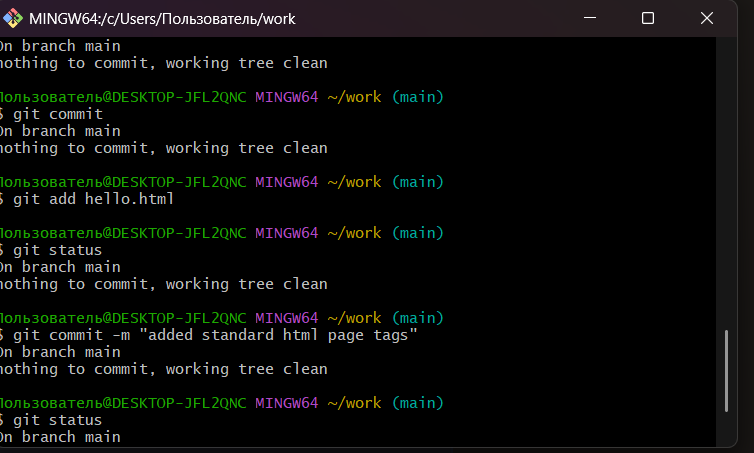 MINGW64:/c/Users/Пользователь/work
On branch main
nothing to commit, working tree clean
Пользователь@DESKTOP-JFL2QNC MINGW64 ~/work (main)
$ git commit
On branch main
nothing to commit, working tree clean
Пользователь@DESKTOP-JFL2QNC MINGW64 ~/work (main)
$ git add hello.html
Пользователь@DESKTOP-JFL2QNC MINGW64 ~/work (main)
$ git status
On branch main
nothing to commit, working tree clean
Пользователь@DESKTOP-JFL2QNC MINGW64 ~/work (main)
$ git commit -m "added standard html page tags"
On branch main
nothing to commit, working tree clean
Пользователь@DESKTOP-JFL2QNC MINGW64 ~/work (main)
$ git status
On branch main